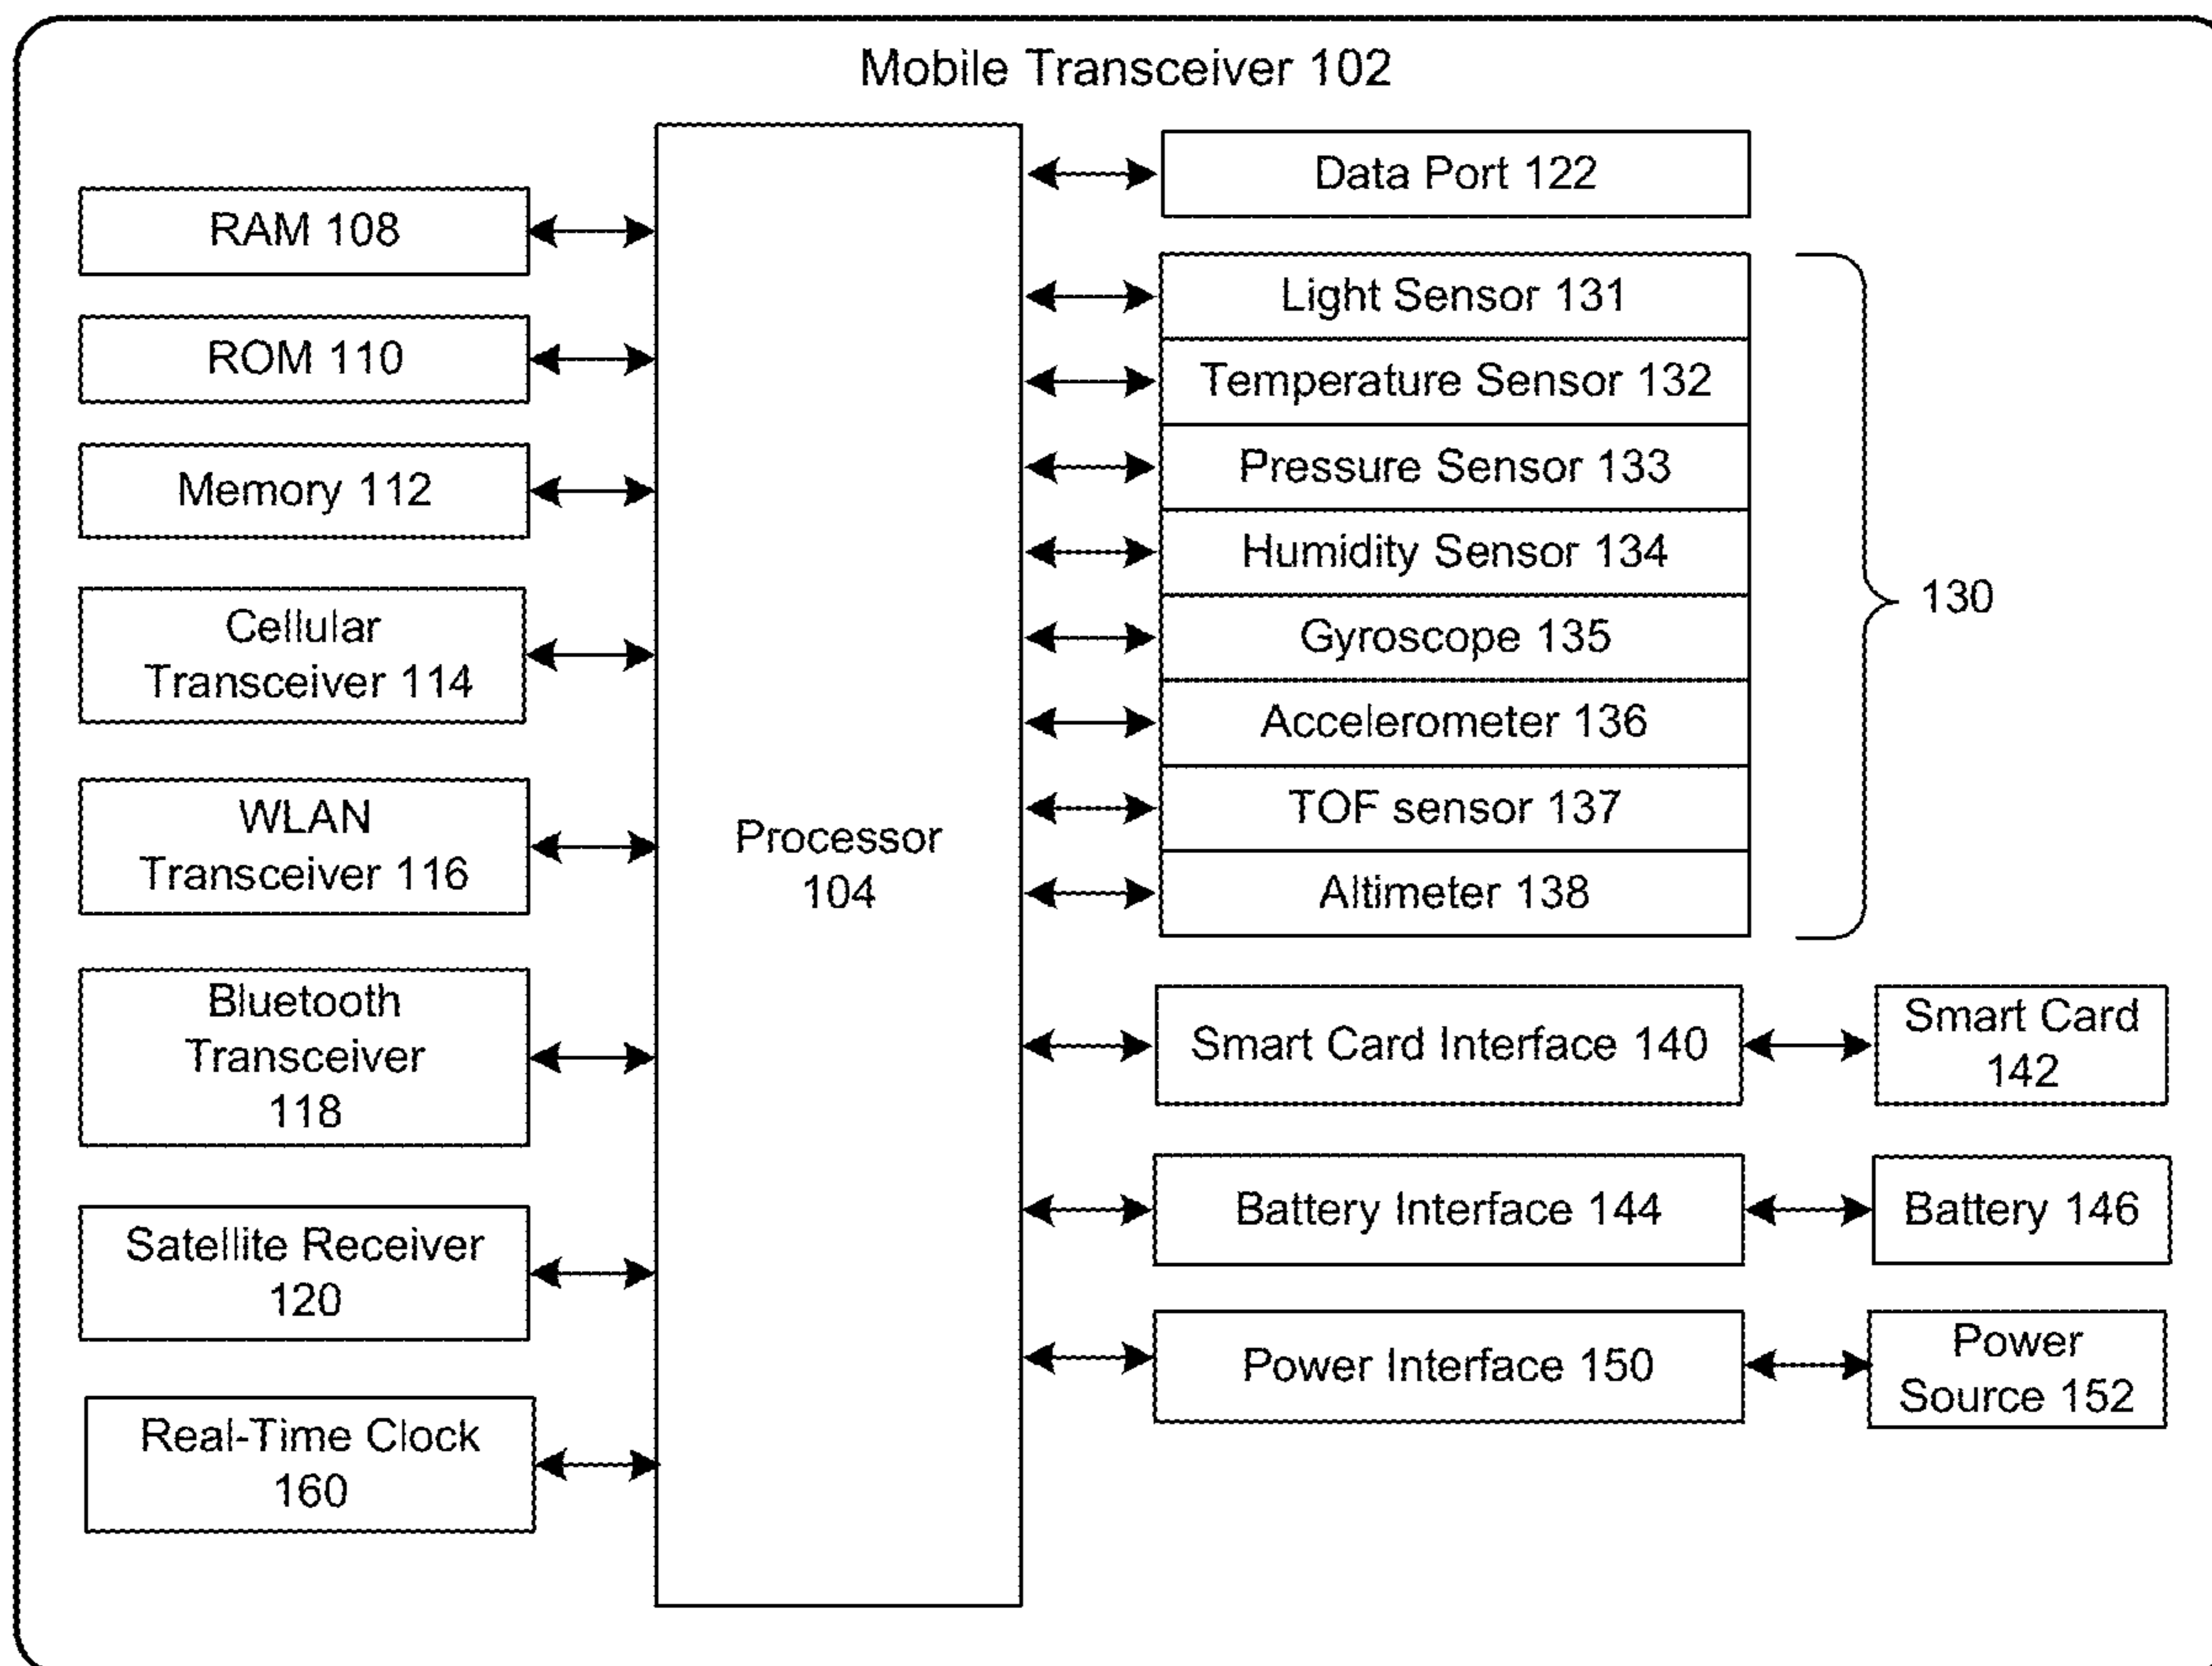 Mobile Transceiver 102
RAM 108
ROM 110
Memory 112
Cellular
Transceiver 114
WLAN
Transceiver 116
Bluetooth
Transceiver
118
Satellite Receiver
120
Real-Time Clock
160
Processor
104
Data Port 122
Light Sensor 131
Temperature Sensor 132
Pressure Sensor 133
Humidity Sensor 134
Gyroscope 135
Accelerometer 136
TOF sensor 137
Altimeter 138
130
Smart Card Interface 140
Smart Card
142
Battery Interface 144
Battery 146
Power Interface 150
Power
Source 152